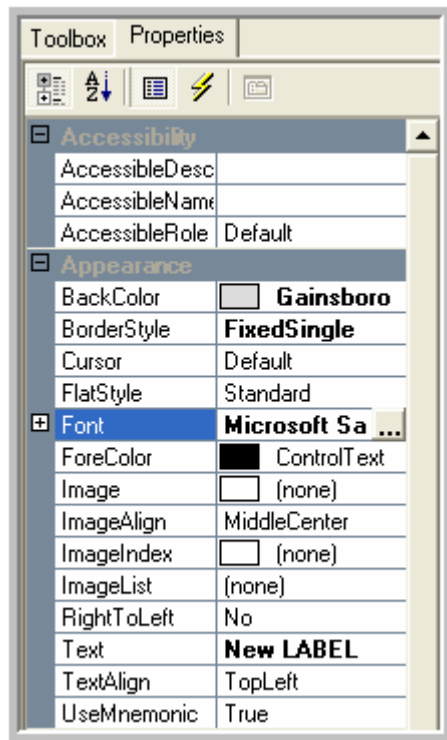 Toolbox Properties
Accessibility
AccessibleDesc
AccessibleName
AccessibleRole Default
Appearance
BackColor Gainsboro
BorderStyle FixedSingle
Cursor Default
FlatStyle Standard
Font Microsoft Sa ...
ForeColor ControlText
Image (none)
ImageAlign MiddleCenter
ImageIndex (none)
ImageList (none)
RightToLeft No
Text New LABEL
TextAlign TopLeft
UseMnemonic True